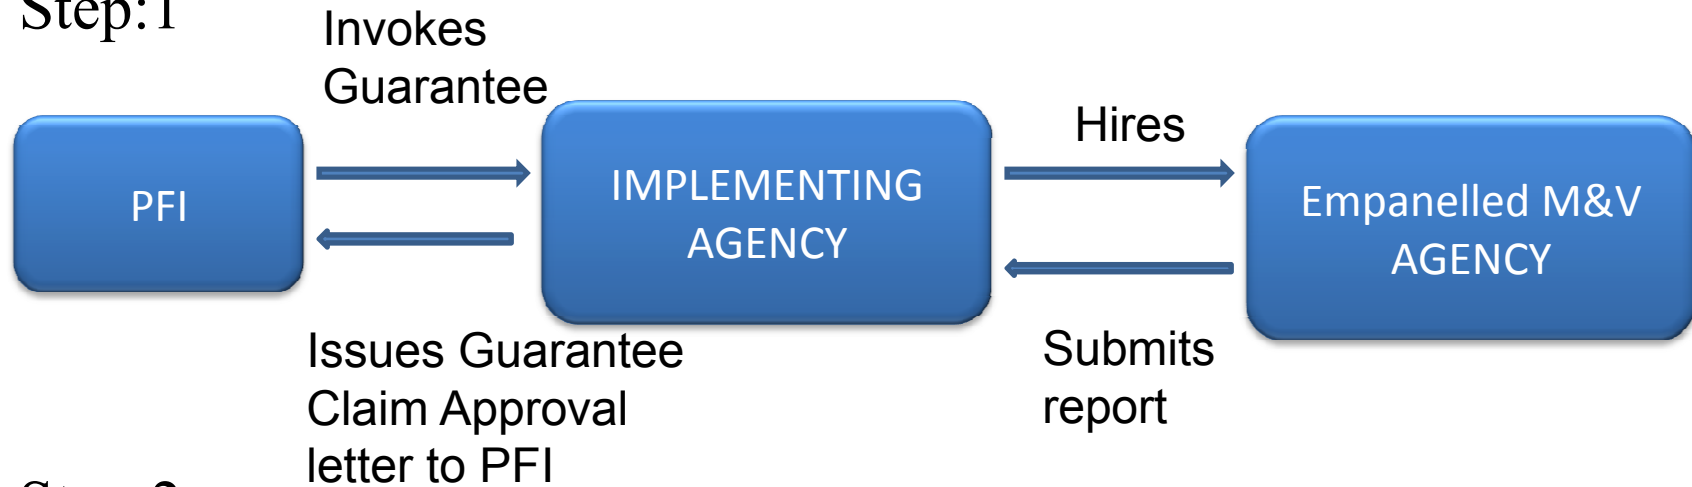 Step:1
Invokes
Guarantee
Hires
PFI
IMPLEMENTING
AGENCY
Empanelled M&V
AGENCY
Issues Guarantee
Claim Approval
letter to PFI
Submits
report